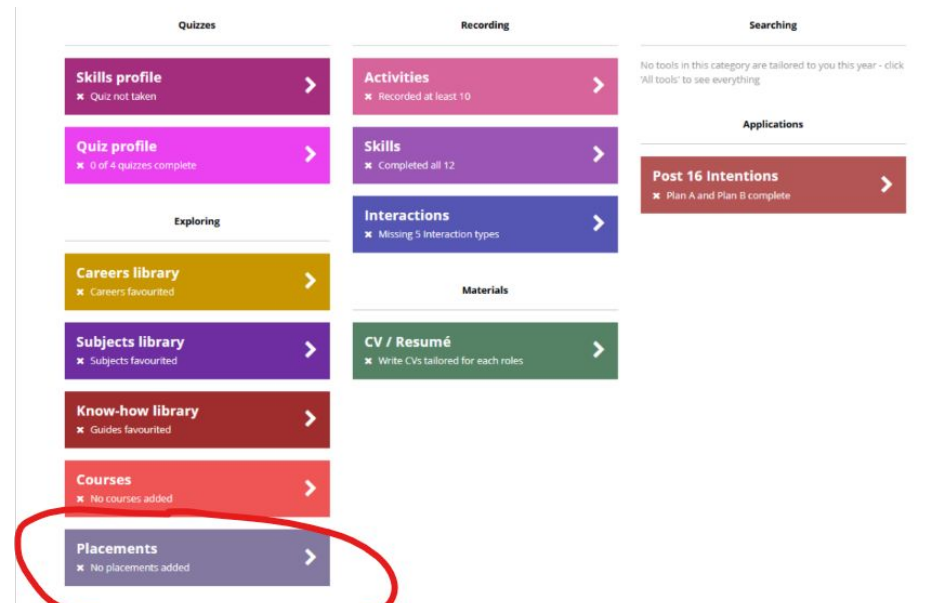 Quizzes
Skills profile
✖ Quiz not taken
Quiz profile
✖ 0 of 4 quizzes complete
Exploring
Careers library
✖ Careers favourited
Subjects library
✖ Subjects favourited
Know-how library
✖ Guides favourited
Courses
✖ No courses added
Placements
✖ No placements added
Recording
Activities
✖ Recorded at least 10
Skills
✖ Completed all 12
Interactions
✖ Missing 5 Interaction types
Materials
CV / Resumé
✖ Write CVs tailored for each roles
Searching
No tools in this category are tailored to you this year - click
'All tools' to see everything
Applications
Post 16 Intentions
✖ Plan A and Plan B complete